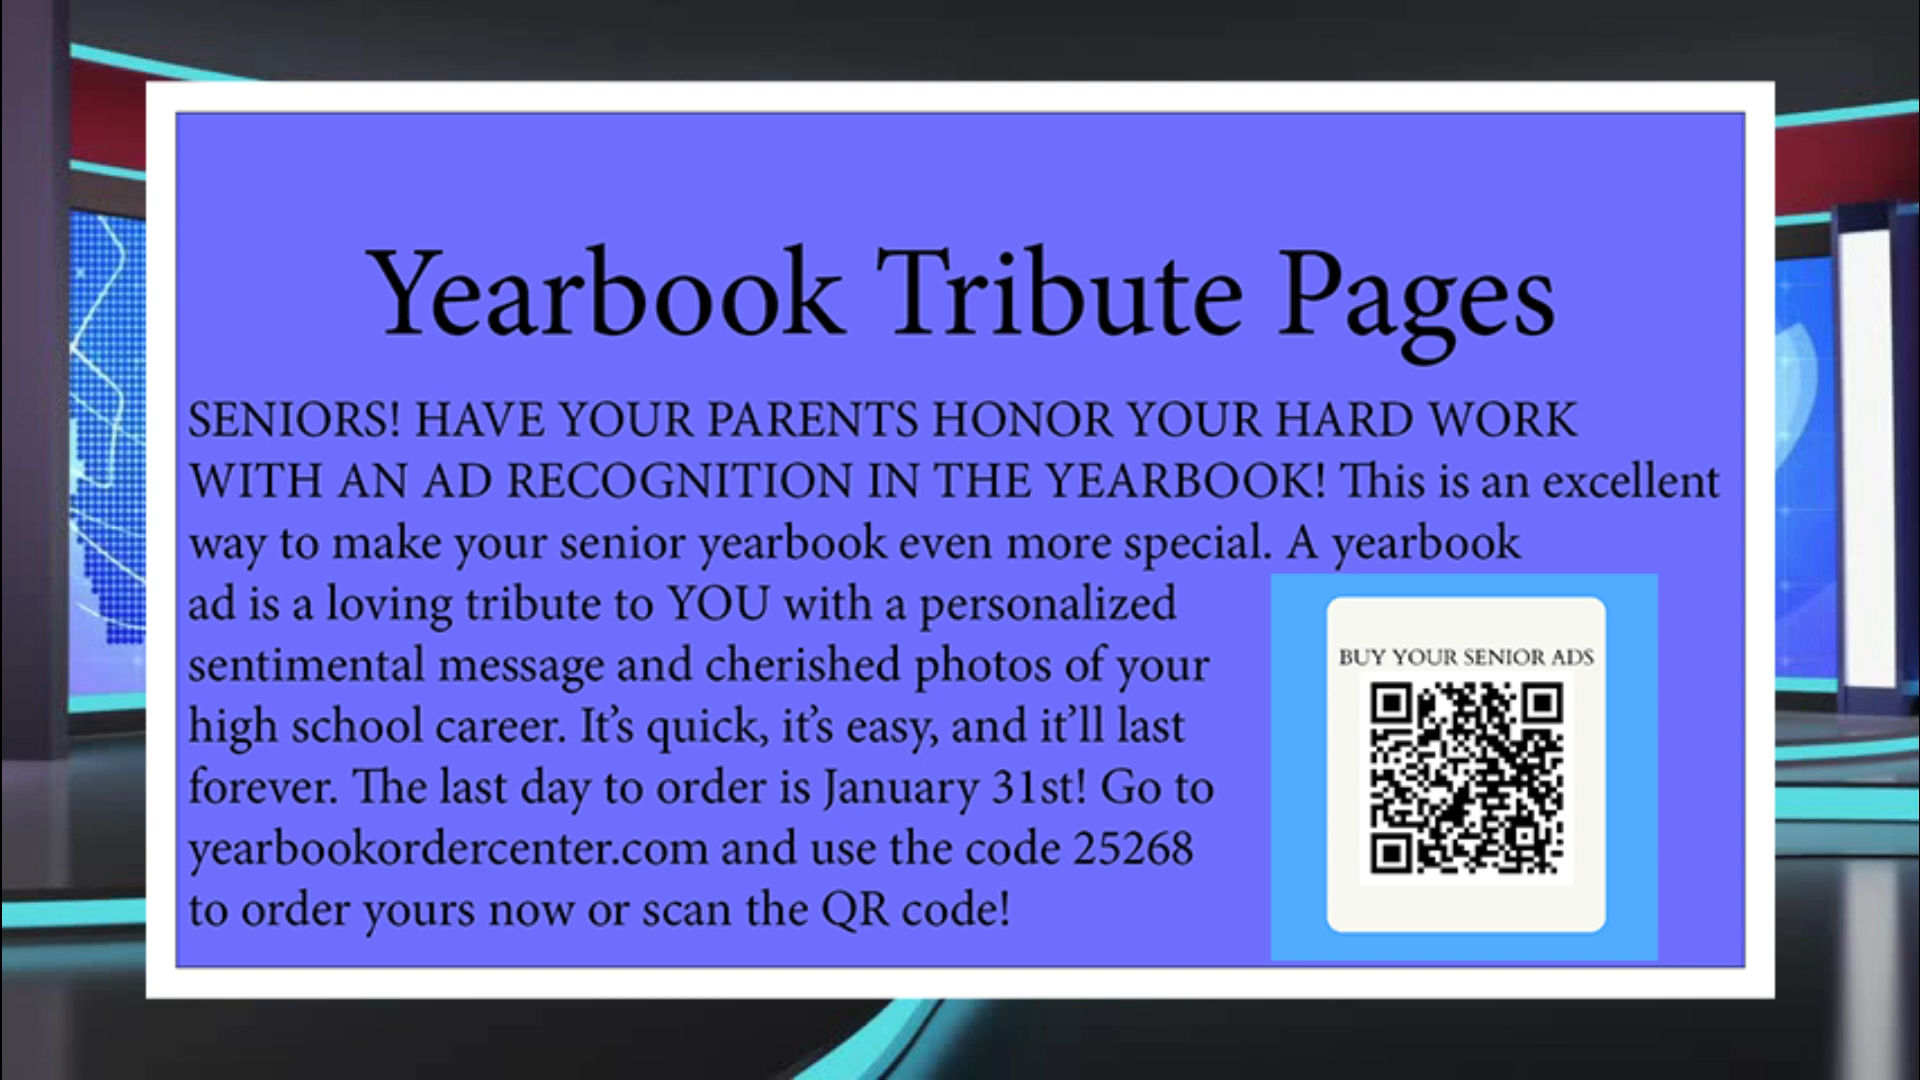 Yearbook Tribute Pages
SENIORS! HAVE YOUR PARENTS HONOR YOUR HARD WORK
WITH AN AD RECOGNITION IN THE YEARBOOK! This is an excellent
way to make your senior yearbook even more special. A yearbook
ad is a loving tribute to YOU with a personalized
sentimental message and cherished photos of your
high school career. It’s quick, it’s easy, and it’ll last
forever. The last day to order is January 31st! Go to
yearbookordercenter.com and use the code 25268
to order yours now or scan the QR code!
BUY YOUR SENIOR ADS